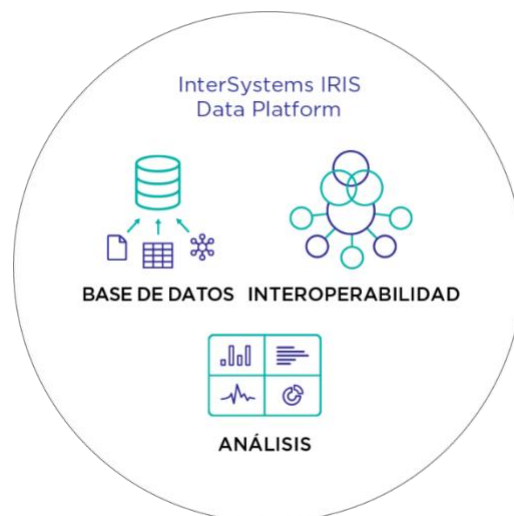 InterSystems IRIS
Data Platform
BASE DE DATOS
INTEROPERABILIDAD
ANÁLISIS